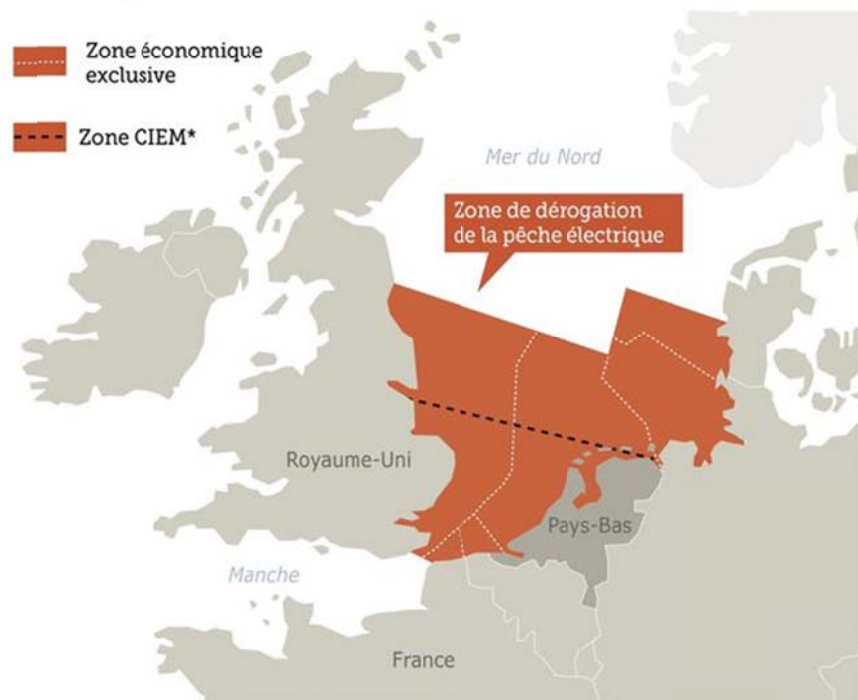 Zone économique
exclusive
Zone CIEM*
Mer du Nord
Zone de dérogation
de la pêche électrique
Royaume-Uni
Pays-Bas
Manche
France